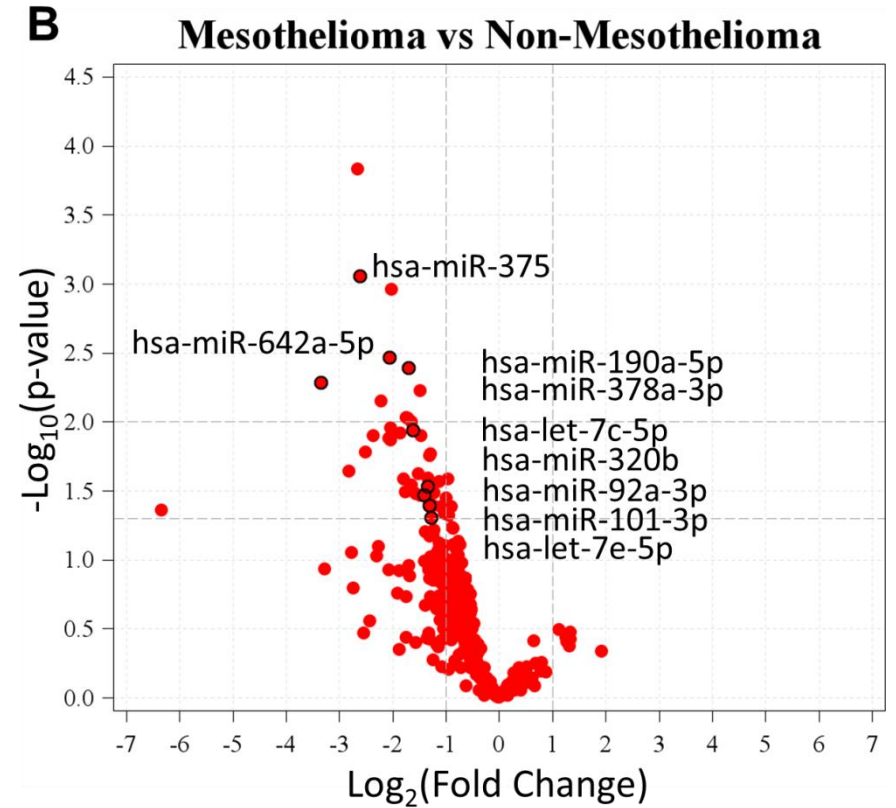 B
Mesothelioma vs Non-Mesothelioma
4.5
4.0
3.5
3.0
2.5
2.0
1.5
1.0
0.5
0.0
-Log10(p-value)
hsa-miR-375
hsa-miR-642a-5p
hsa-miR-190a-5p
hsa-miR-378a-3p
hsa-let-7c-5p
hsa-miR-320b
hsa-miR-92a-3p
hsa-miR-101-3p
hsa-let-7e-5p
-7 -6 -5 -4 -3 -2 -1 0 1 2 3 4 5 6 7
Log2(Fold Change)